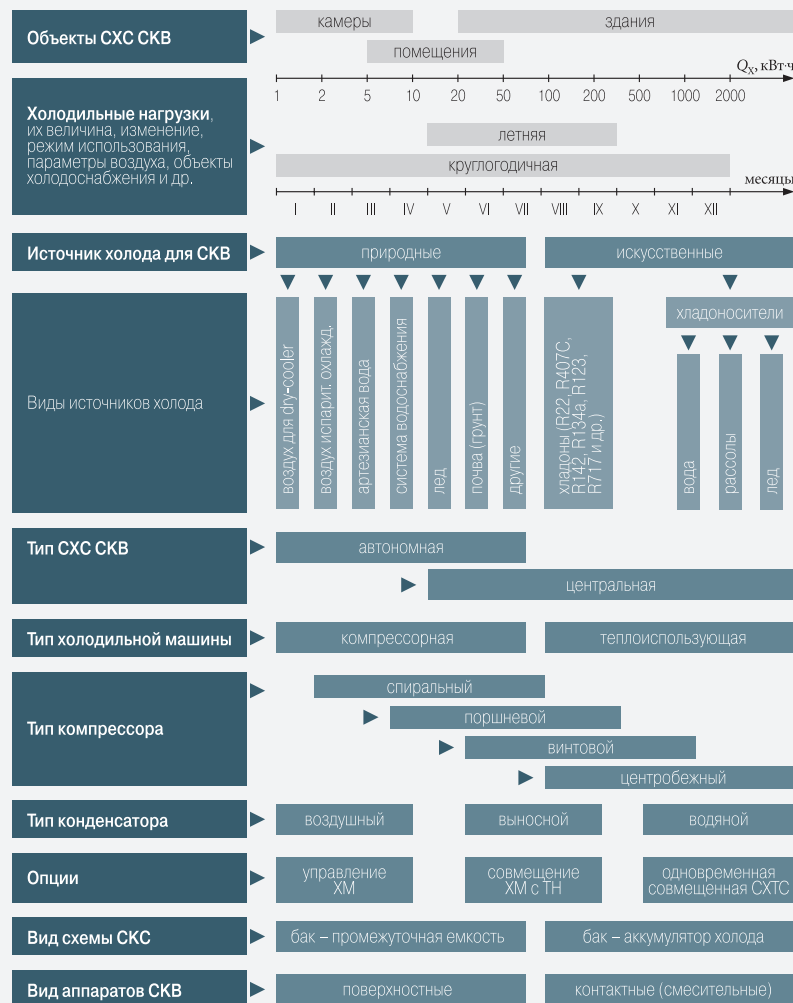 Объекты СХС СКВ
камеры
здания
помещения
Qₓ, кВт·ч
1 2 5 10 20 50 100 200 500 1000 2000
Холодильные нагрузки,
их величина, изменение,
режим использования,
параметры воздуха, объекты
холодоснабжения и др.
летняя
круглогодичная
месяцы
I II III IV V VI VII VIII IX X XI XII
Источник холода для СКВ
природные
искусственные
Виды источников холода
воздух для dry-cooler
воздух испарит. охлажд.
артезианская вода
система водоснабжения
лед
почва (грунт)
другие
хладоны (R22, R407C,
R142, R134a, R123,
R717 и др.)
хладоносители
вода
рассолы
лед
Тип СХС СКВ
автономная
центральная
Тип холодильной машины
компрессорная
теплоиспользующая
Тип компрессора
спиральный
поршневой
винтовой
центробежный
Тип конденсатора
воздушный
выносной
водяной
Опции
управление
ХМ
совмещение
ХМ с ТН
одновременная
совмещенная СХТС
Вид схемы СКС
бак – промежуточная емкость
бак – аккумулятор холода
Вид аппаратов СКВ
поверхностные
контактные (смесительные)